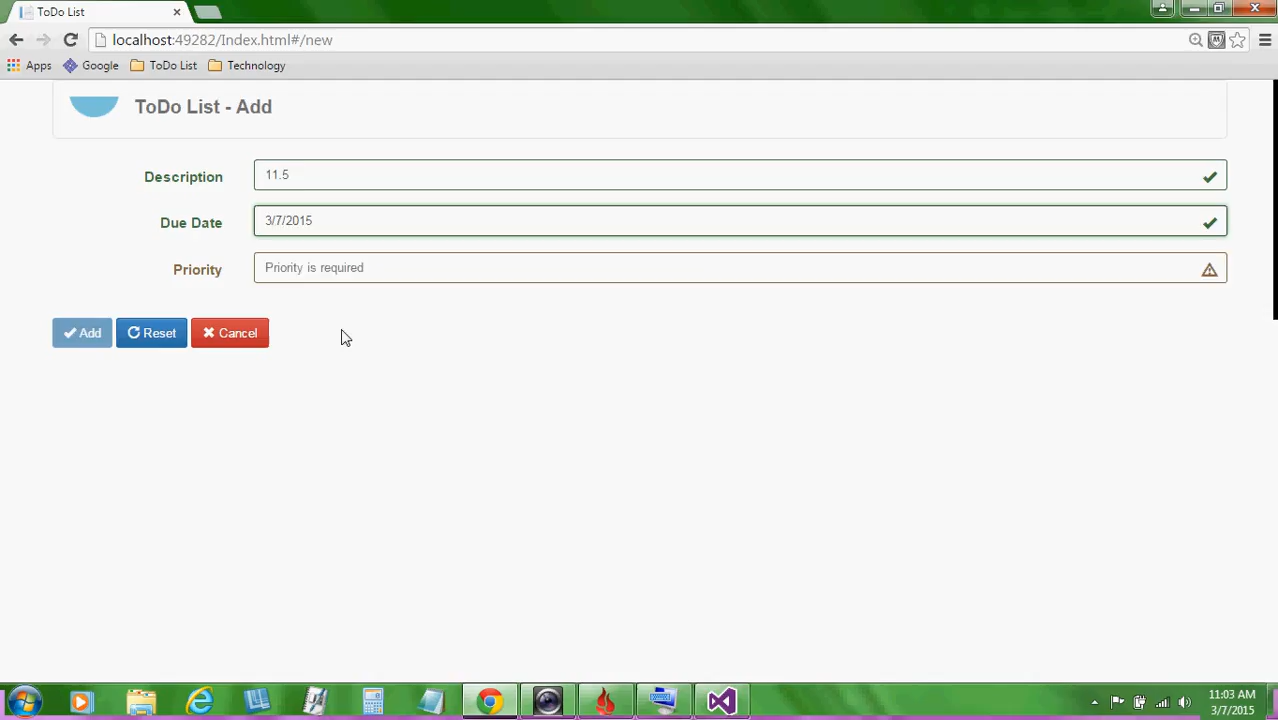 ToDo List
localhost:49282/Index.html#/new
Apps Google ToDo List Technology
ToDo List - Add
Description 11.5
Due Date 3/7/2015
Priority Priority is required
Add Reset Cancel
11:03 AM
3/7/2015